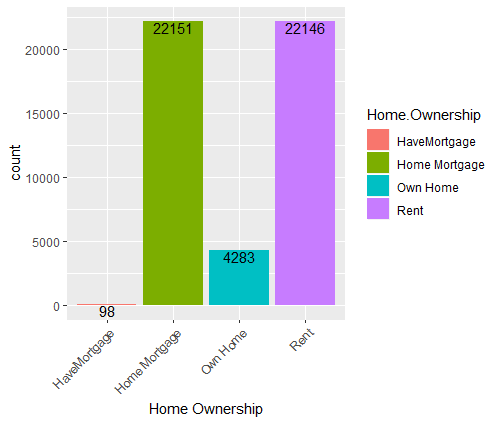 20000
15000
10000
5000
0
count
98
22151
4283
22146
HaveMortgage
Home Mortgage
Own Home
Rent
Home Ownership
Home.Ownership
HaveMortgage
Home Mortgage
Own Home
Rent